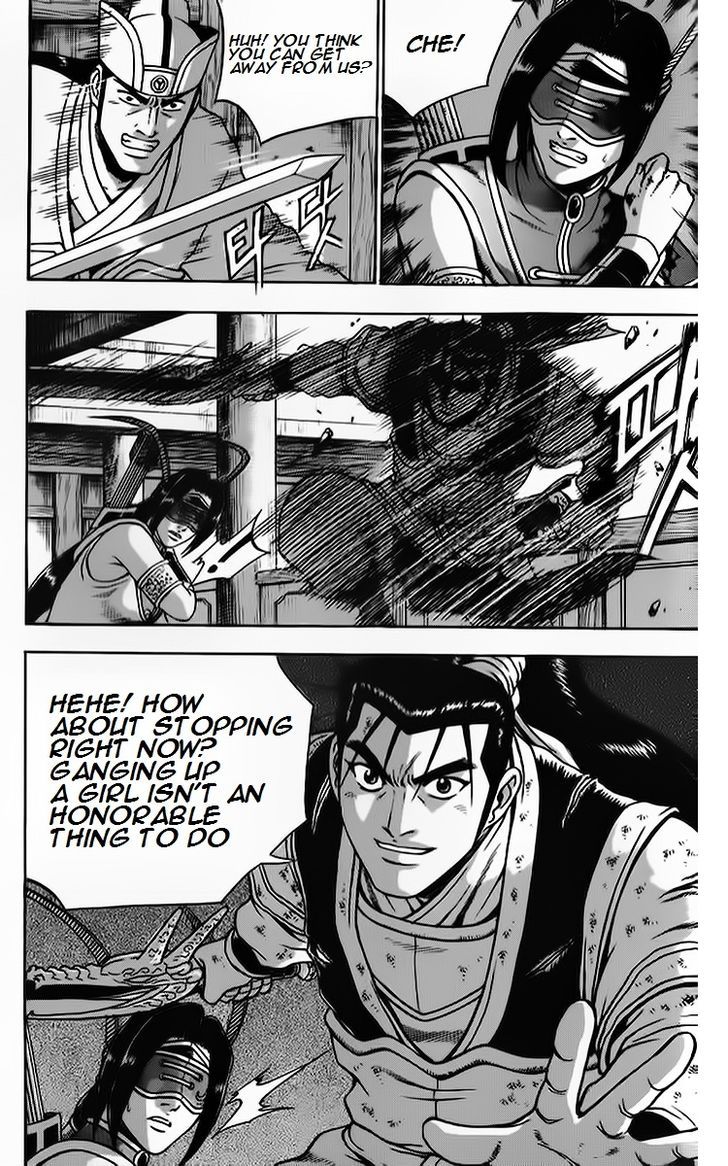 HUH! YOU THINK
YOU CAN GET
AWAY FROM US?
CHE!
타
닥
HEHE! HOW
ABOUT STOPPING
RIGHT NOW?
GANGING UP
A GIRL ISN'T AN
HONORABLE
THING TO DO